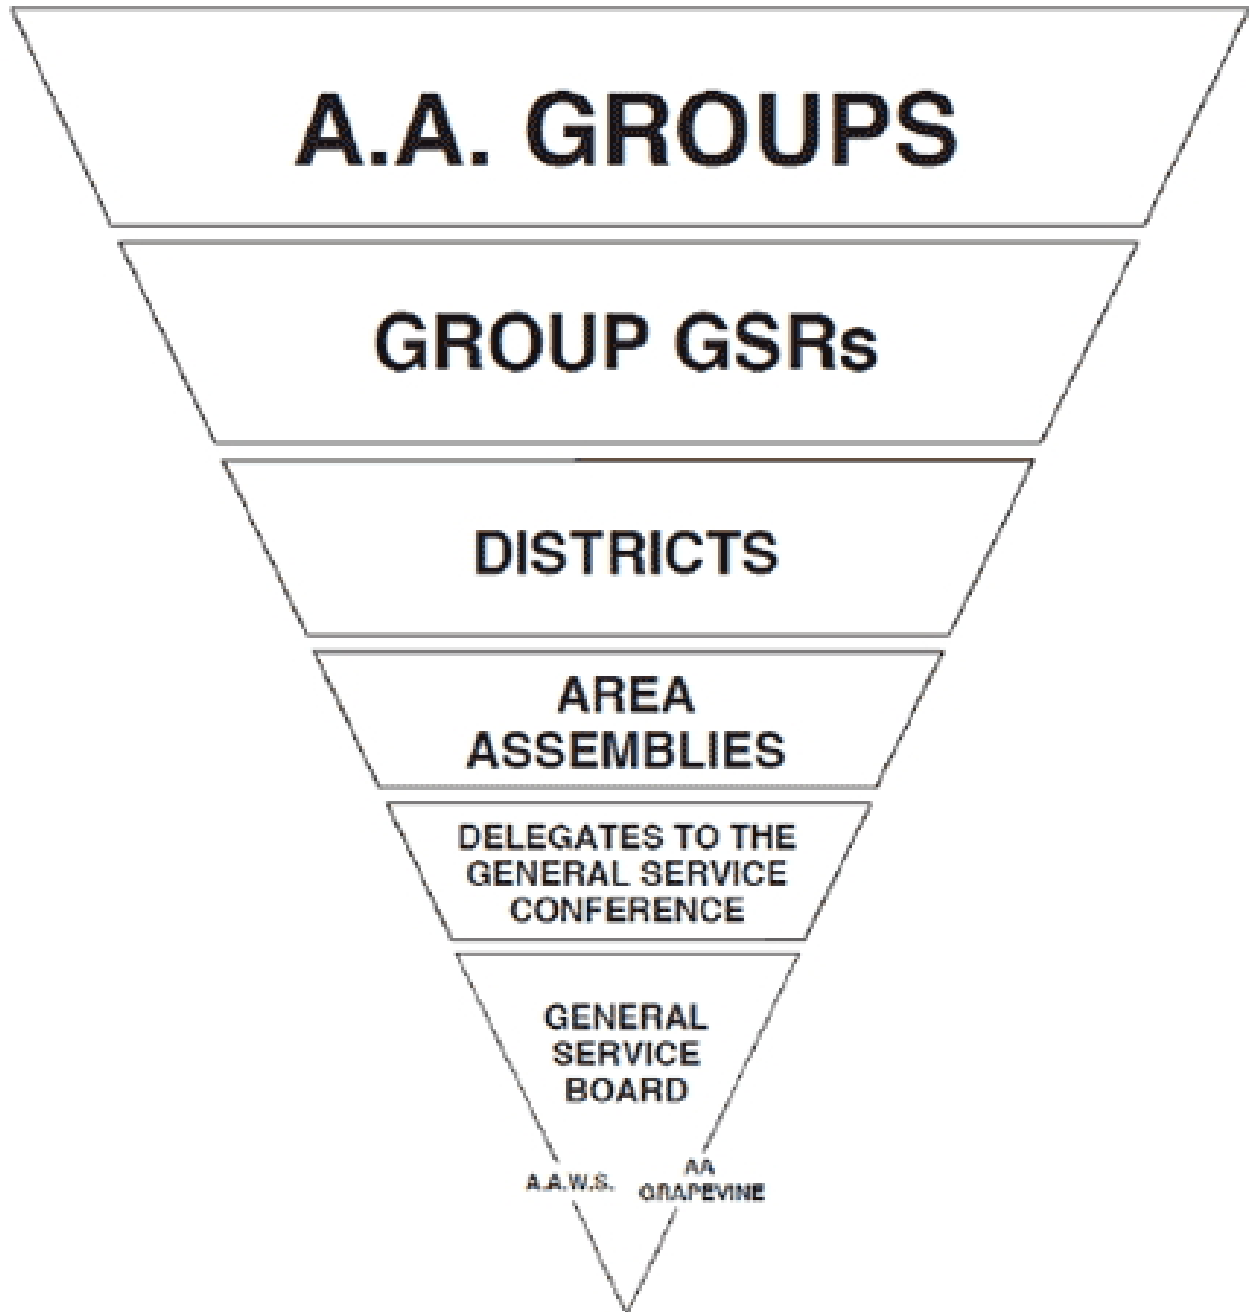 A.A. GROUPS
GROUP GSRs
DISTRICTS
AREA
ASSEMBLIES
DELEGATES TO THE
GENERAL SERVICE
CONFERENCE
GENERAL
SERVICE
BOARD
A.A.W.S.
AA
GRAPEVINE